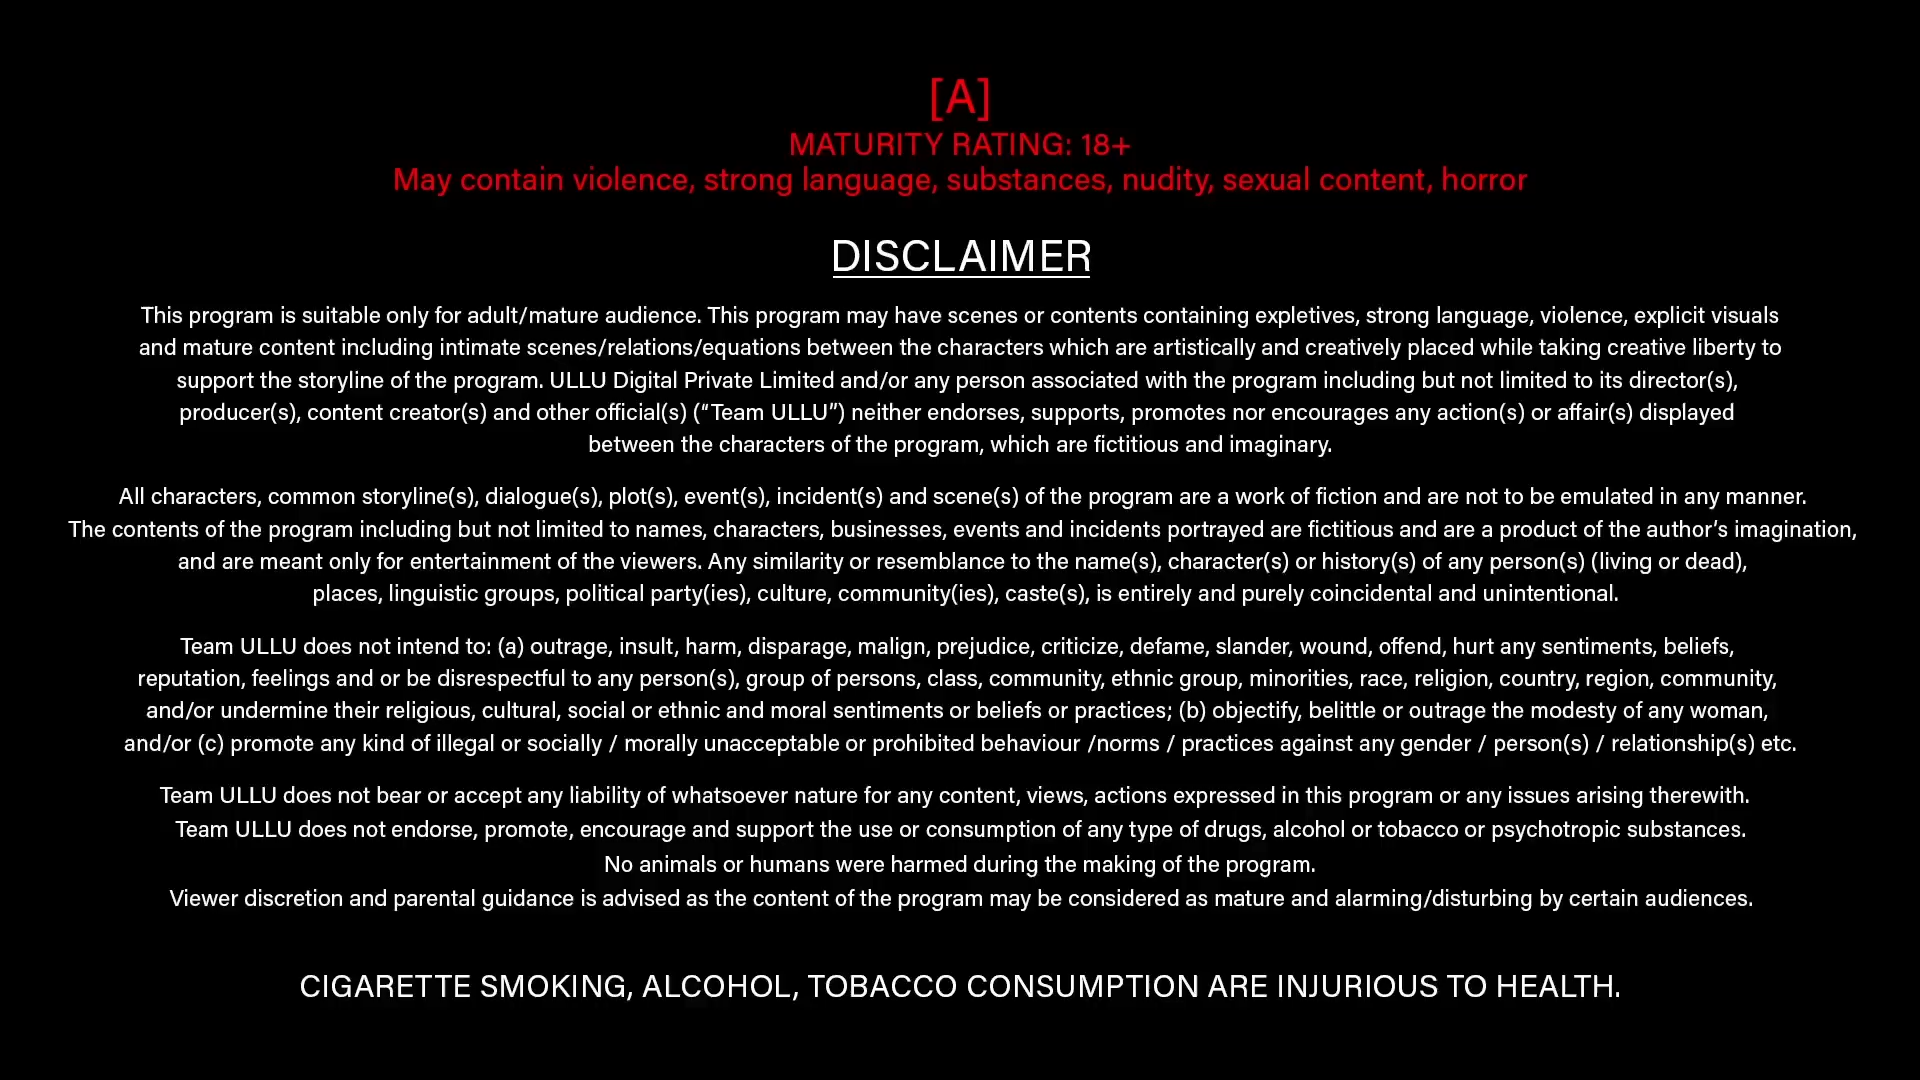 [A]
MATURITY RATING: 18+
May contain violence, strong language, substances, nudity, sexual content, horror
DISCLAIMER
This program is suitable only for adult/mature audience. This program may have scenes or contents containing expletives, strong language, violence, explicit visuals
and mature content including intimate scenes/relations/equations between the characters which are artistically and creatively placed while taking creative liberty to
support the storyline of the program. ULLU Digital Private Limited and/or any person associated with the program including but not limited to its director(s),
producer(s), content creator(s) and other official(s) (“Team ULLU”) neither endorses, supports, promotes nor encourages any action(s) or affair(s) displayed
between the characters of the program, which are fictitious and imaginary.
All characters, common storyline(s), dialogue(s), plot(s), event(s), incident(s) and scene(s) of the program are a work of fiction and are not to be emulated in any manner.
The contents of the program including but not limited to names, characters, businesses, events and incidents portrayed are fictitious and are a product of the author’s imagination,
and are meant only for entertainment of the viewers. Any similarity or resemblance to the name(s), character(s) or history(s) of any person(s) (living or dead),
places, linguistic groups, political party(ies), culture, community(ies), caste(s), is entirely and purely coincidental and unintentional.
Team ULLU does not intend to: (a) outrage, insult, harm, disparage, malign, prejudice, criticize, defame, slander, wound, offend, hurt any sentiments, beliefs,
reputation, feelings and or be disrespectful to any person(s), group of persons, class, community, ethnic group, minorities, race, religion, country, region, community,
and/or undermine their religious, cultural, social or ethnic and moral sentiments or beliefs or practices; (b) objectify, belittle or outrage the modesty of any woman,
and/or (c) promote any kind of illegal or socially / morally unacceptable or prohibited behaviour /norms / practices against any gender / person(s) / relationship(s) etc.
Team ULLU does not bear or accept any liability of whatsoever nature for any content, views, actions expressed in this program or any issues arising therewith.
Team ULLU does not endorse, promote, encourage and support the use or consumption of any type of drugs, alcohol or tobacco or psychotropic substances.
No animals or humans were harmed during the making of the program.
Viewer discretion and parental guidance is advised as the content of the program may be considered as mature and alarming/disturbing by certain audiences.
CIGARETTE SMOKING, ALCOHOL, TOBACCO CONSUMPTION ARE INJURIOUS TO HEALTH.